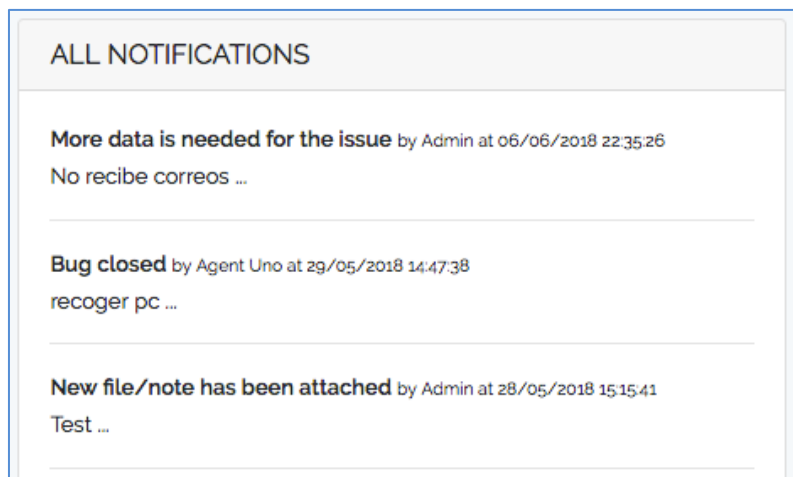 ALL NOTIFICATIONS
More data is needed for the issue by Admin at 06/06/2018 22:35:26
No recibe correos ...
Bug closed by Agent Uno at 29/05/2018 14:47:38
recoger pc ...
New file/note has been attached by Admin at 28/05/2018 15:15:41
Test ...